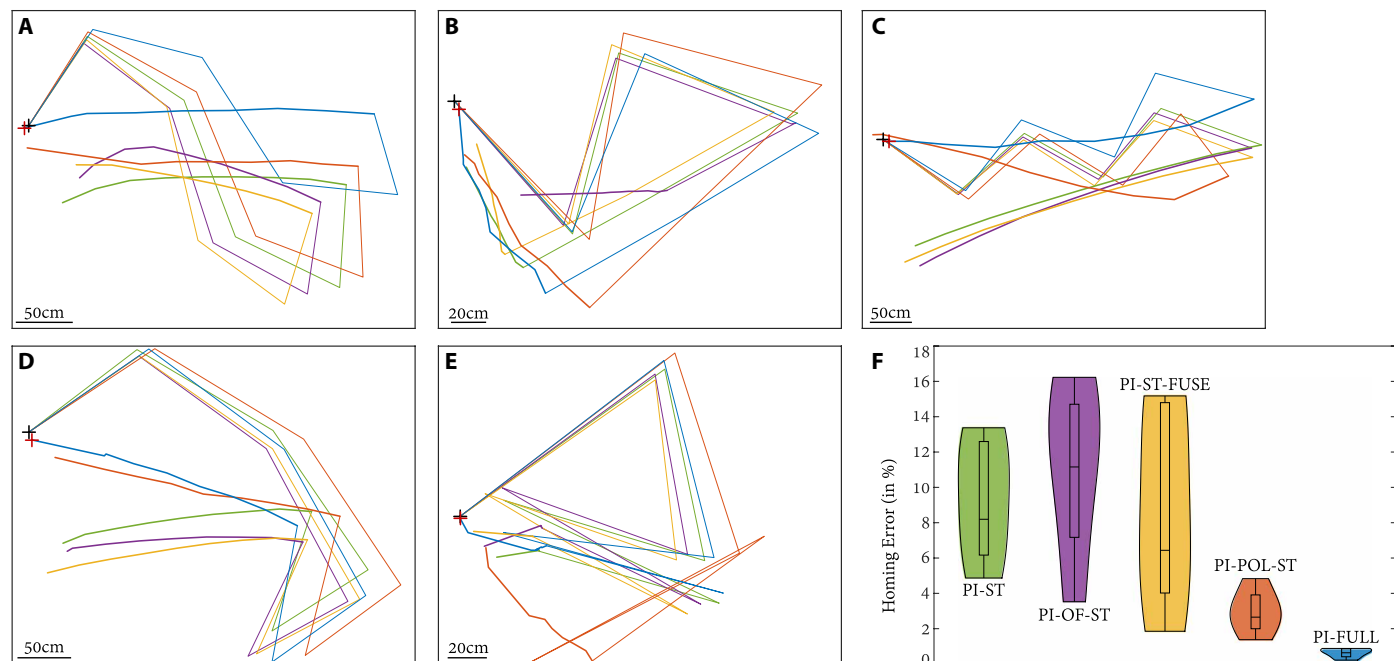 A
50cm
B
20cm
C
50cm
D
50cm
E
20cm
F
Homing Error (in %)
18
16
14
12
10
8
6
4
2
0
PI-ST
PI-OF-ST
PI-ST-FUSE
PI-POL-ST
PI-FULL